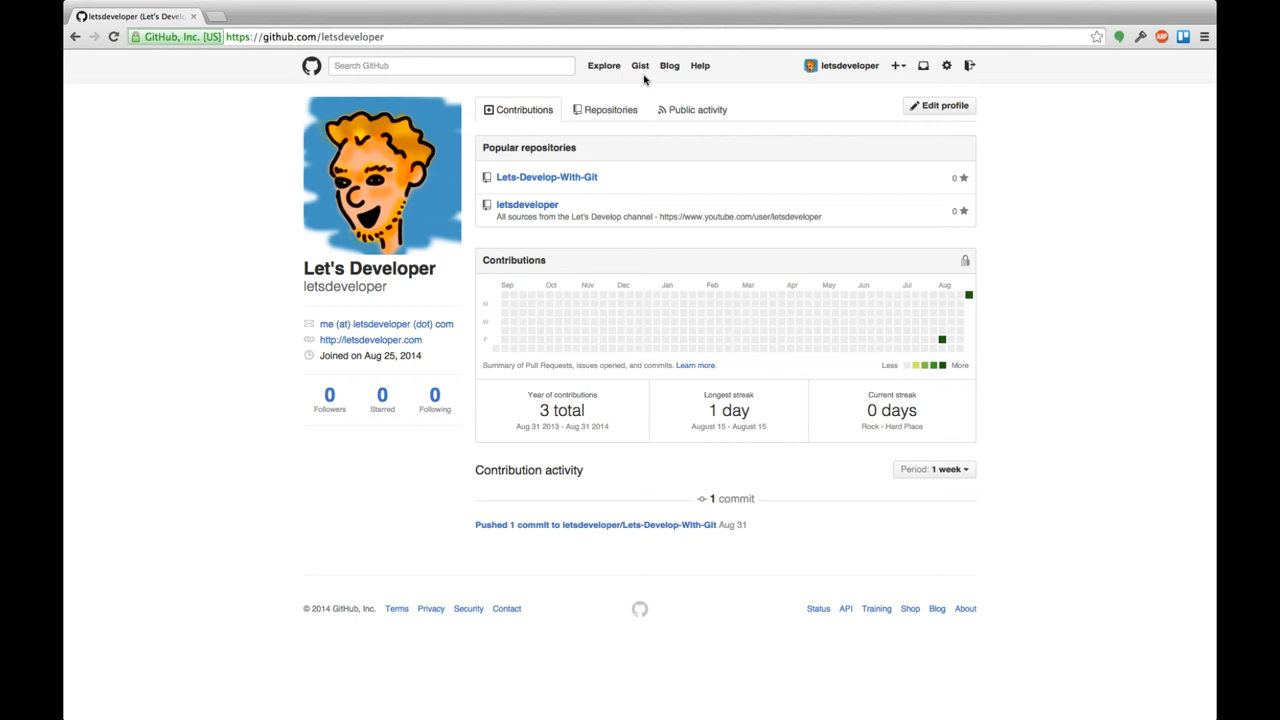 letsdeveloper (Let's Develo
GitHub, Inc. [US] https://github.com/letsdeveloper
ABP
Search GitHub Explore Gist Blog Help letsdeveloper
Contributions Repositories Public activity Edit profile
Popular repositories
Lets-Develop-With-Git 0
letsdeveloper 0
All sources from the Let's Develop channel - https://www.youtube.com/user/letsdeveloper
Let's Developer
letsdeveloper
me (at) letsdeveloper (dot) com
http://letsdeveloper.com
Joined on Aug 25, 2014
0 0 0
Followers Starred Following
Contributions
Sep Oct Nov Dec Jan Feb Mar Apr May Jun Jul Aug
M
W
F
Summary of Pull Requests, issues opened, and commits. Learn more. Less More
Year of contributions Longest streak Current streak
3 total 1 day 0 days
Aug 31 2013 - Aug 31 2014 August 15 - August 15 Rock - Hard Place
Contribution activity Period: 1 week
1 commit
Pushed 1 commit to letsdeveloper/Lets-Develop-With-Git Aug 31
© 2014 GitHub, Inc. Terms Privacy Security Contact Status API Training Shop Blog About